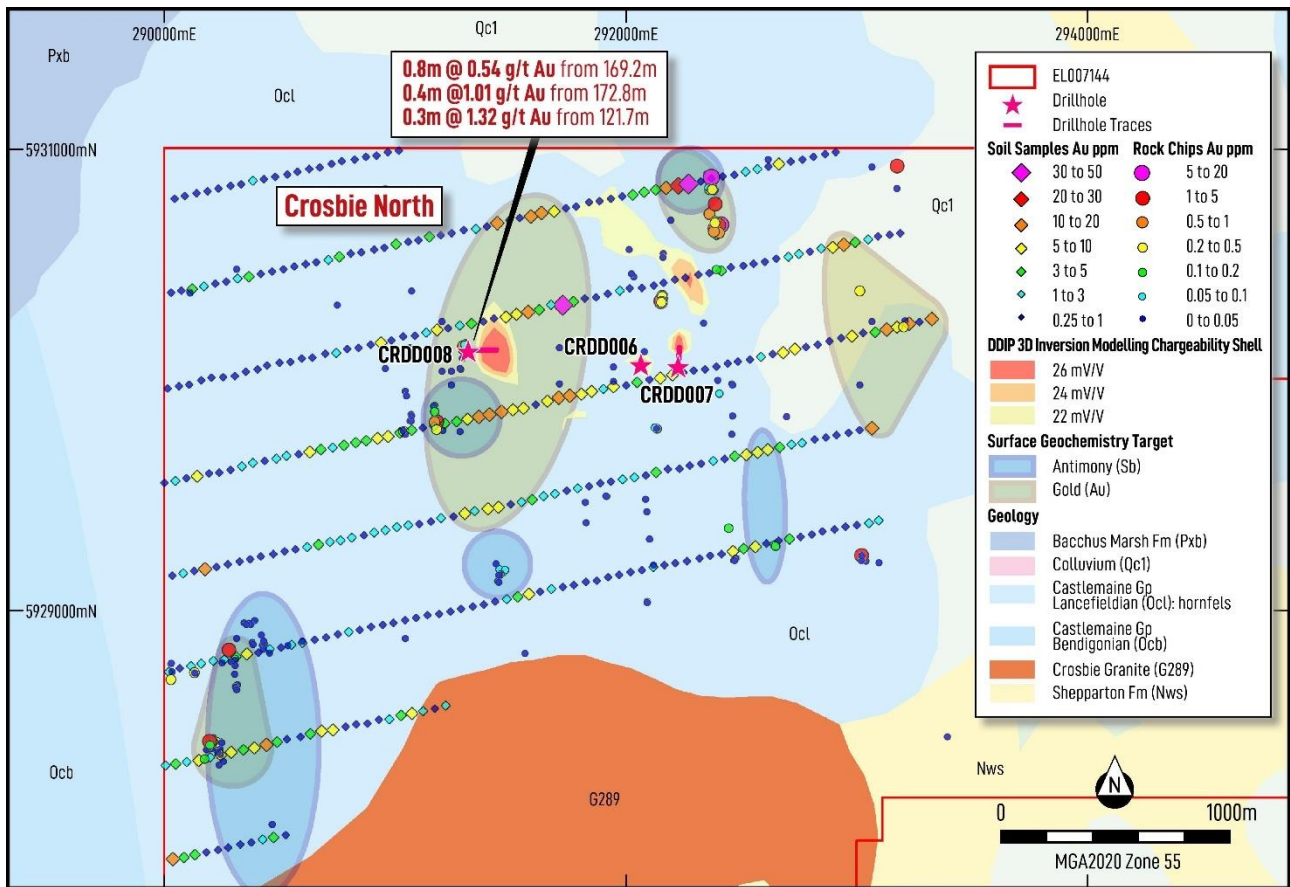 290000mE
Qc1
292000mE
294000mE
Pxb
Ocl
0.8m @ 0.54 g/t Au from 169.2m
0.4m @1.01 g/t Au from 172.8m
0.3m @ 1.32 g/t Au from 121.7m
5931000mN
Crosbie North
Qc1
CRDD008
CRDD006
CRDD007
5929000mN
Ocl
Ocb
G289
Nws
EL007144
Drillhole
Drillhole Traces
Soil Samples Au ppm Rock Chips Au ppm
30 to 50 5 to 20
20 to 30 1 to 5
10 to 20 0.5 to 1
5 to 10 0.2 to 0.5
3 to 5 0.1 to 0.2
1 to 3 0.05 to 0.1
0.25 to 1 0 to 0.05
DDIP 3D Inversion Modelling Chargeability Shell
26 mV/V
24 mV/V
22 mV/V
Surface Geochemistry Target
Antimony (Sb)
Gold (Au)
Geology
Bacchus Marsh Fm (Pxb)
Colluvium (Qc1)
Castlemaine Gp
Lancefieldian (Ocl): hornfels
Castlemaine Gp
Bendigonian (Ocb)
Crosbie Granite (G289)
Shepparton Fm (Nws)
N
0 1000m
MGA2020 Zone 55